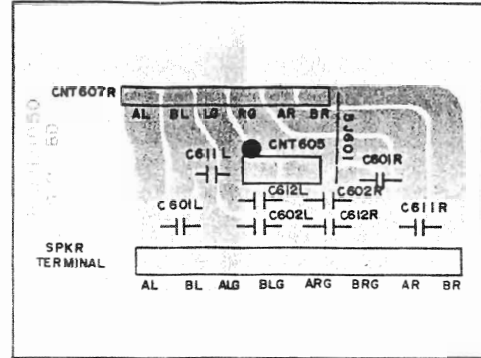 CNT607R
AL BL LG RG AR BR
BJ601
CNT605
C611L
C601R
C612L C602R
C601L
C611R
C602L C612R
SPKR
TERMINAL
AL BL ALG BLG ARG BRG AR BR